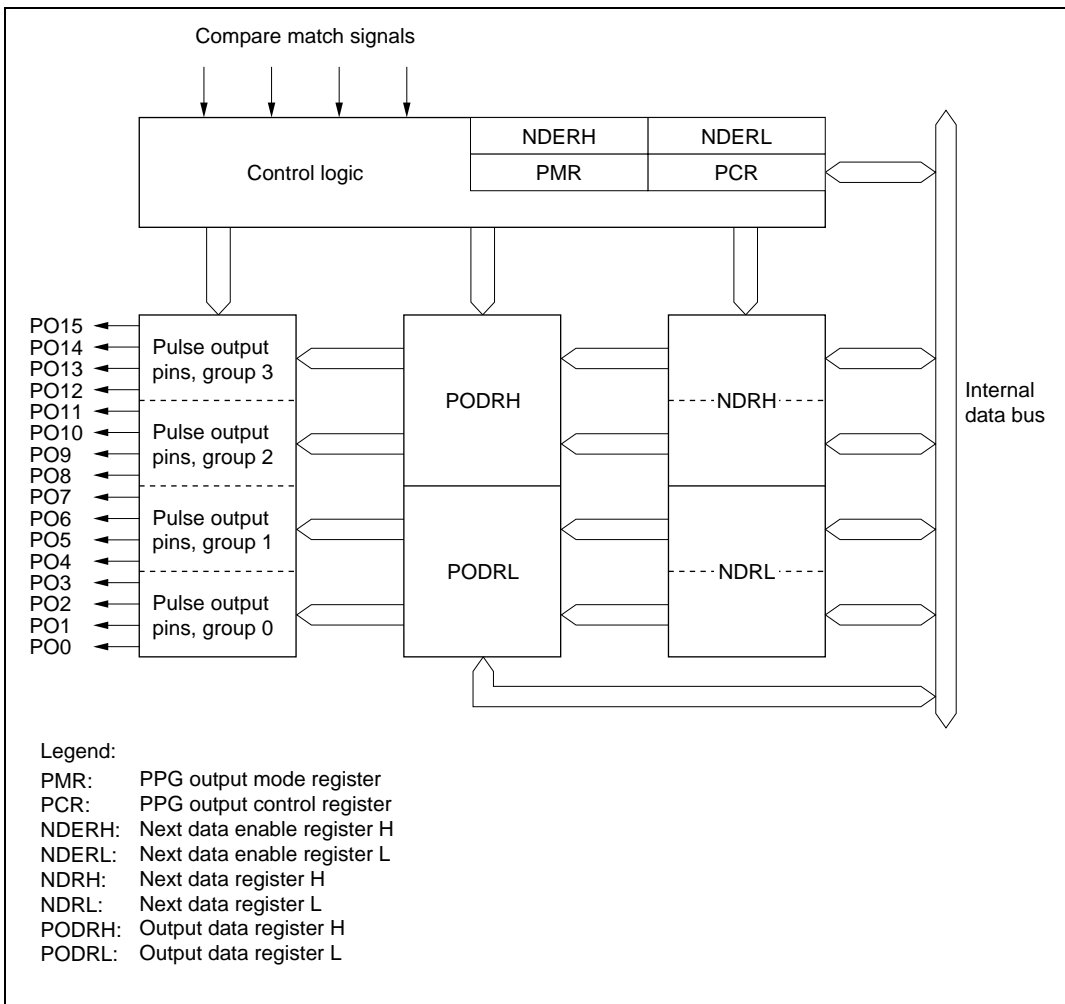 Compare match signals
NDERH
NDERL
Control logic
PMR
PCR
PO15
PO14
PO13
PO12
PO11
PO10
PO9
PO8
PO7
PO6
PO5
PO4
PO3
PO2
PO1
PO0
Pulse output
pins, group 3
Pulse output
pins, group 2
Pulse output
pins, group 1
Pulse output
pins, group 0
PODRH
PODRL
NDRH
NDRL
Internal
data bus
Legend:
PMR: PPG output mode register
PCR: PPG output control register
NDERH: Next data enable register H
NDERL: Next data enable register L
NDRH: Next data register H
NDRL: Next data register L
PODRH: Output data register H
PODRL: Output data register L